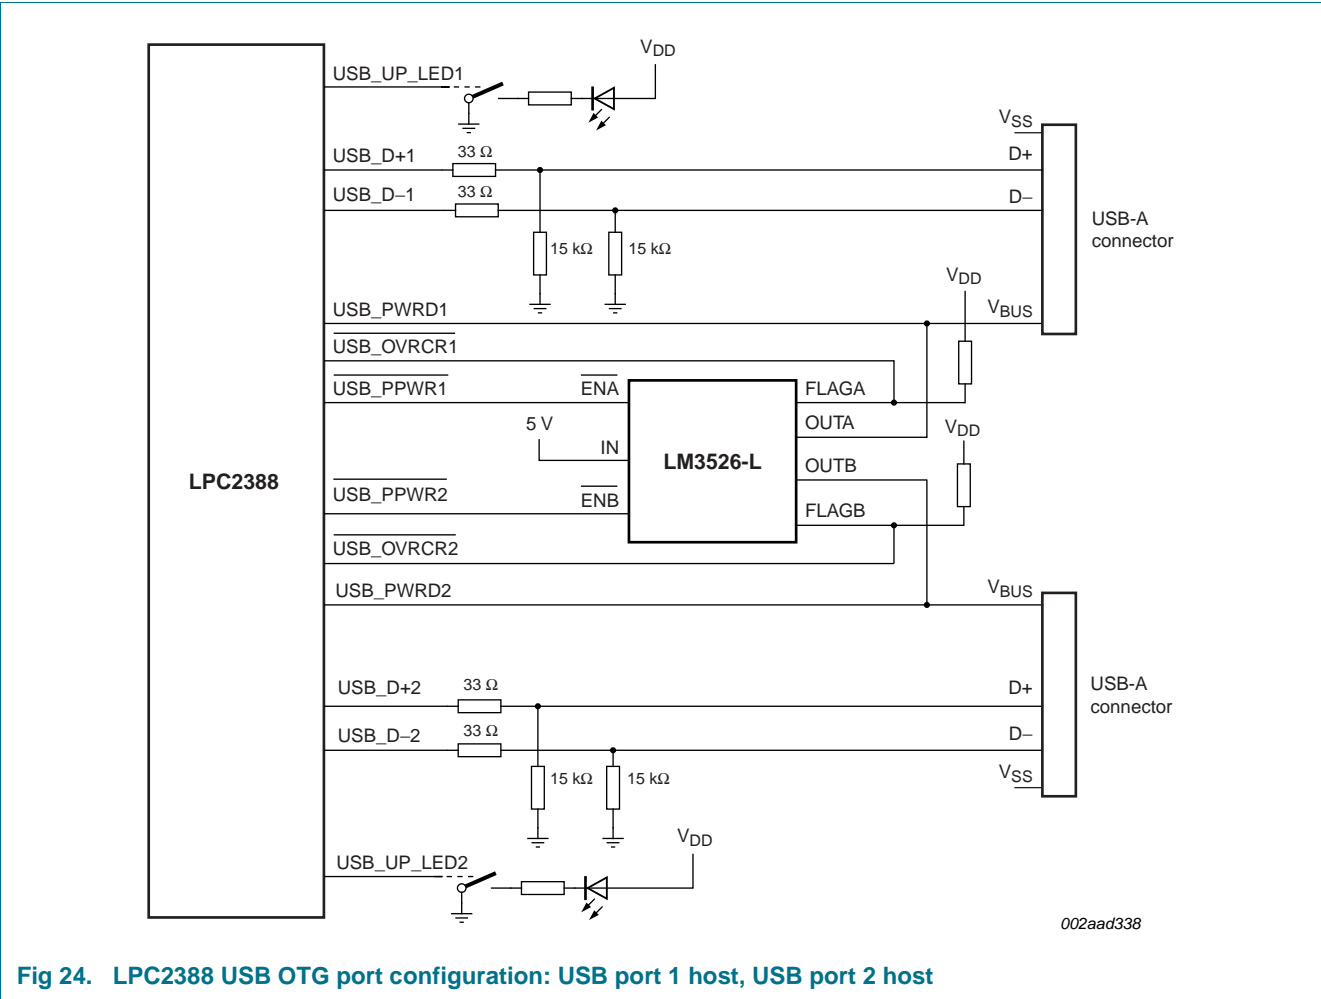 VDD
USB_UP_LED1
VSS
USB_D+1
33 Ω
D+
USB_D–1
33 Ω
D–
USB-A
connector
15 kΩ
15 kΩ
VDD
USB_PWRD1
VBUS
USB_OVRCR1
USB_PPWR1
ENA
FLAGA
5 V
OUTA
VDD
IN
LM3526-L
OUTB
LPC2388
USB_PPWR2
ENB
FLAGB
USB_OVRCR2
USB_PWRD2
VBUS
USB_D+2
33 Ω
D+
USB-A
connector
USB_D–2
33 Ω
D–
15 kΩ
15 kΩ
VSS
VDD
USB_UP_LED2
002aad338
Fig 24. LPC2388 USB OTG port configuration: USB port 1 host, USB port 2 host